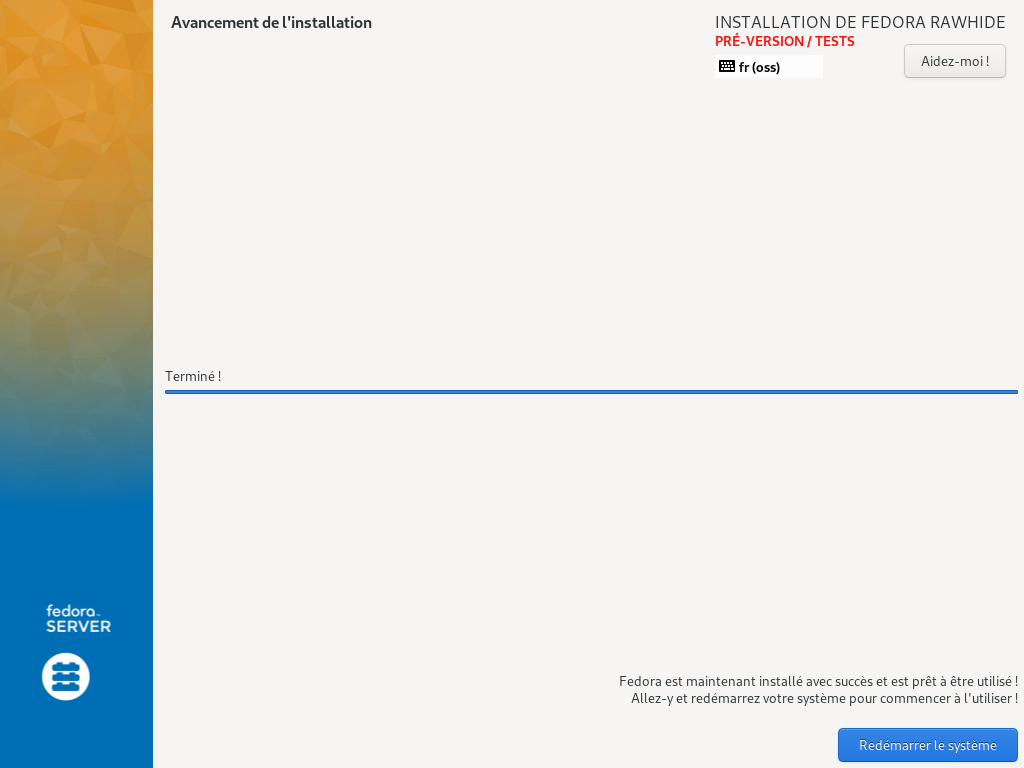 Avancement de l'installation
INSTALLATION DE FEDORA RAWHIDE
PRÉ-VERSION / TESTS
fr (oss)
Aidez-moi !
Terminé !
fedora™
SERVER
Fedora est maintenant installé avec succès et est prêt à être utilisé !
Allez-y et redémarrez votre système pour commencer à l'utiliser !
Redémarrer le système